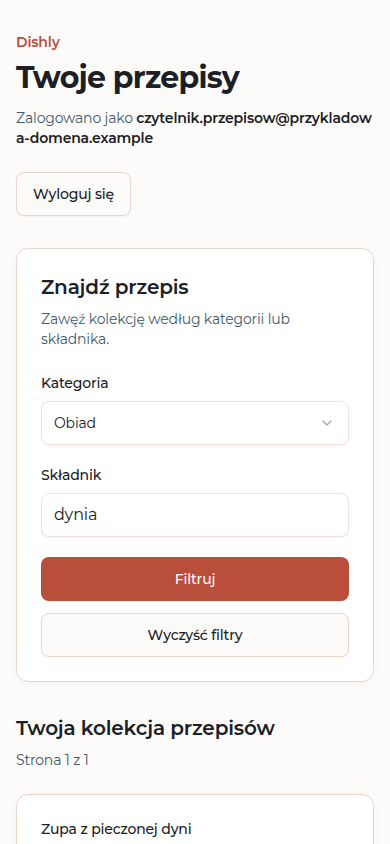 Dishly
Twoje przepisy
Zalogowano jako czytelnik.przepisow@przykladow
a-domena.example
Wyloguj się
Znajdź przepis
Zawęź kolekcję według kategorii lub
składnika.
Kategoria
Obiad
Składnik
dynia
Filtruj
Wyczyść filtry
Twoja kolekcja przepisów
Strona 1 z 1
Zupa z pieczonej dyni